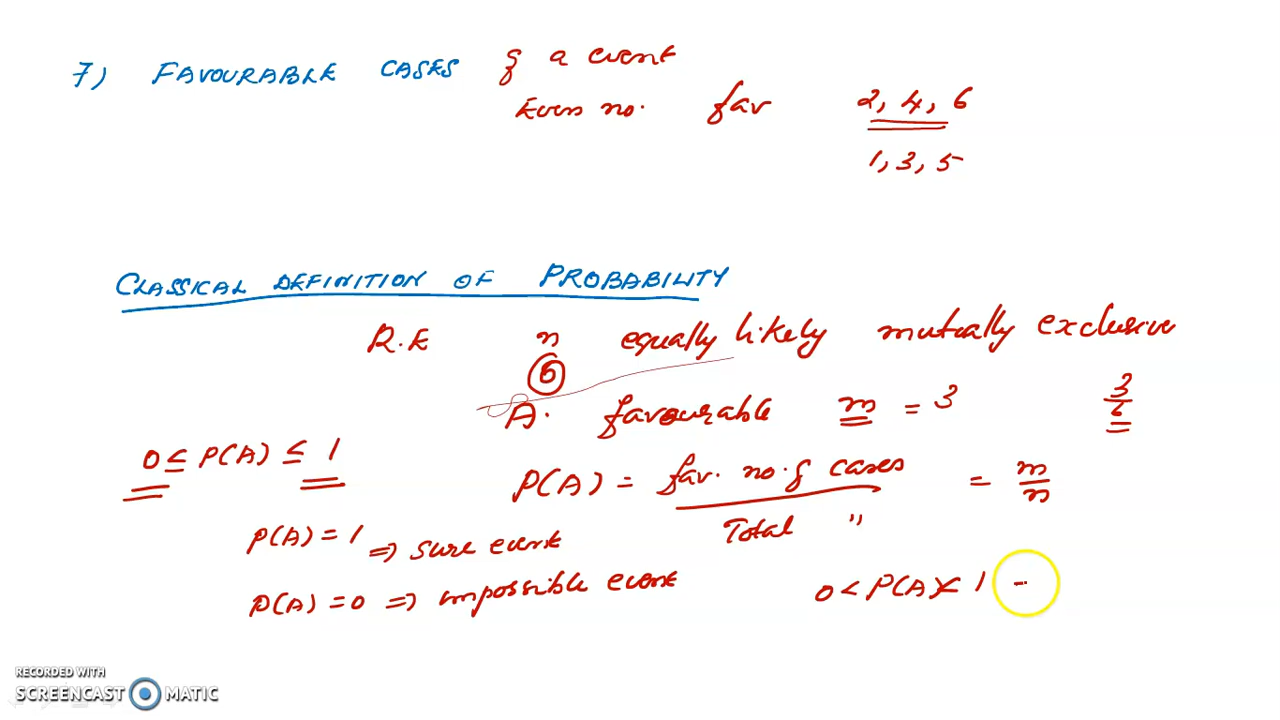 7) FAVOURABLE CASES of a event
Even no. fav 2, 4, 6
1, 3, 5
CLASSICAL DEFINITION OF PROBABILITY
R.E n equally likely mutually exclusive
6
A. favourable m = 3 3/6
0 ≤ P(A) ≤ 1
P(A) = fav. no. of cases / Total " = m/n
P(A) = 1 => sure event
P(A) = 0 => impossible event
0 < P(A) < 1 -
RECORDED WITH
SCREENCAST MATIC